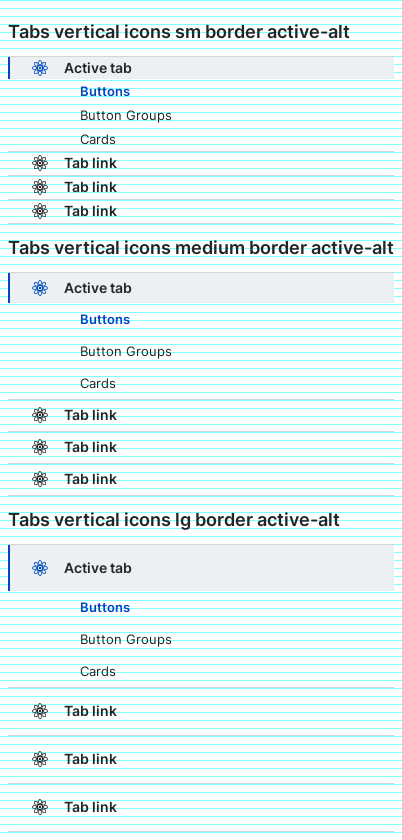 Tabs vertical icons sm border active-alt
Active tab
Buttons
Button Groups
Cards
Tab link
Tab link
Tab link
Tabs vertical icons medium border active-alt
Active tab
Buttons
Button Groups
Cards
Tab link
Tab link
Tab link
Tabs vertical icons lg border active-alt
Active tab
Buttons
Button Groups
Cards
Tab link
Tab link
Tab link